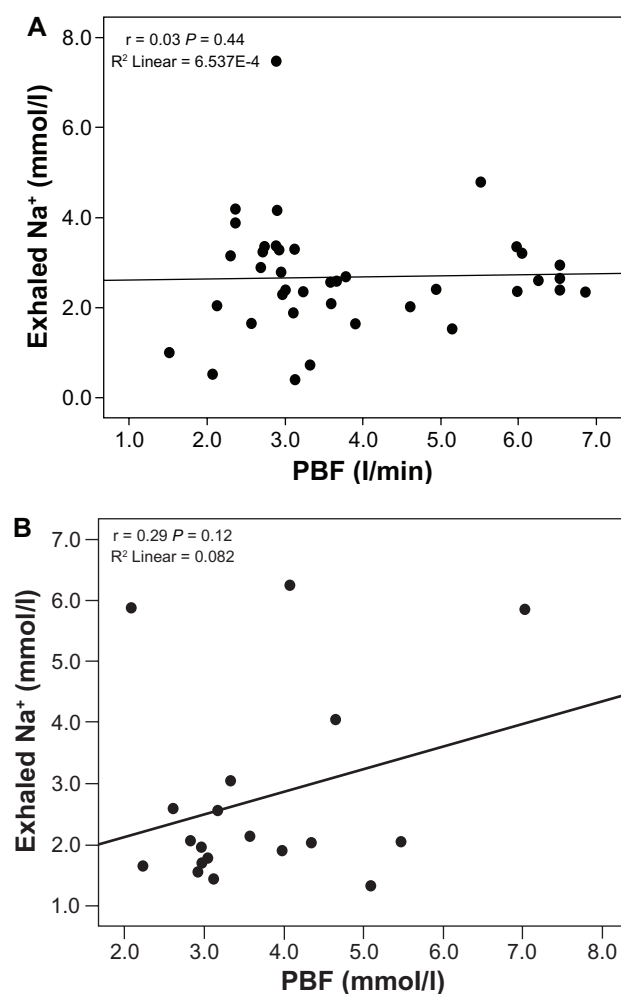 A
r = 0.03 P = 0.44
R² Linear = 6.537E-4
8.0
6.0
4.0
2.0
0.0
Exhaled Na⁺ (mmol/l)
1.0 2.0 3.0 4.0 5.0 6.0 7.0
PBF (l/min)
B
r = 0.29 P = 0.12
R² Linear = 0.082
7.0
6.0
5.0
4.0
3.0
2.0
1.0
Exhaled Na⁺ (mmol/l)
2.0 3.0 4.0 5.0 6.0 7.0 8.0
PBF (mmol/l)